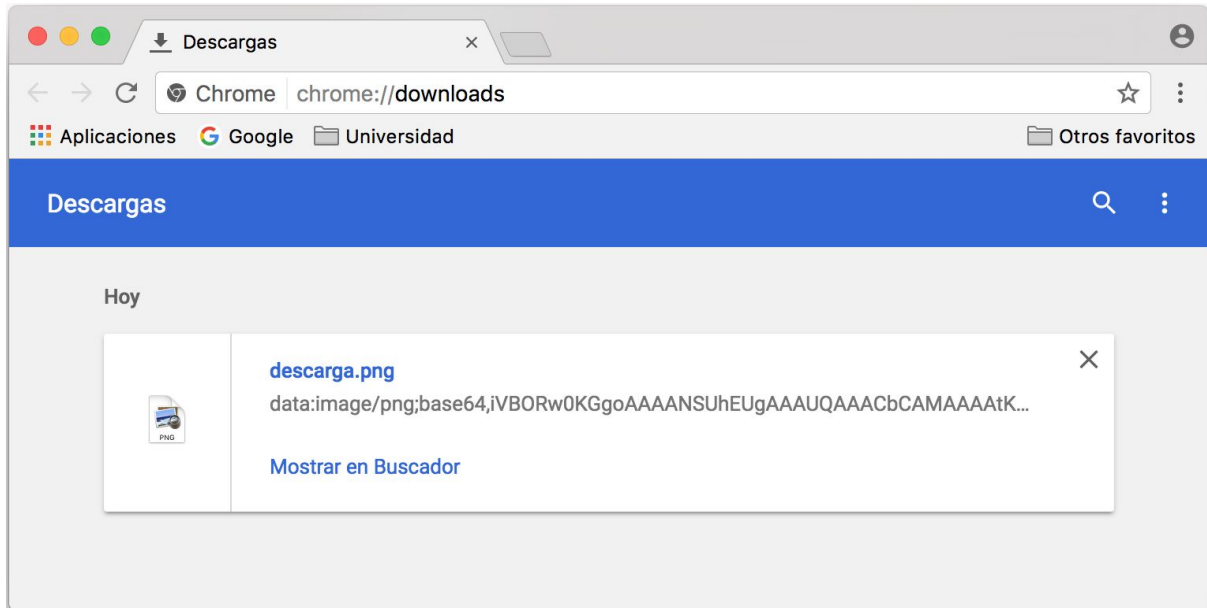 Descargas
Chrome chrome://downloads
Aplicaciones Google Universidad Otros favoritos
Descargas
Hoy
descarga.png
data:image/png;base64,iVBORw0KGgoAAAANSUhEUgAAAUQAAACbCAMAAAAtK...
PNG
Mostrar en Buscador